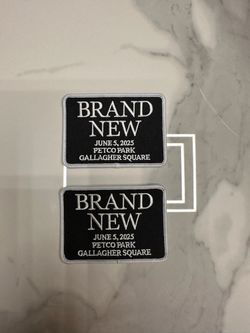 BRAND
NEW
JUNE 5, 2025
PETCO PARK
GALLAGHER SQUARE
BRAND
NEW
JUNE 5, 2025
PETCO PARK
GALLAGHER SQUARE